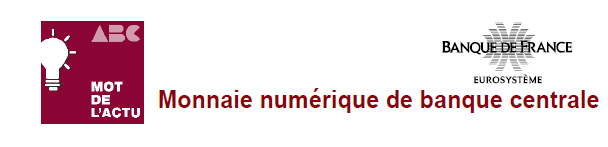 ABC
MOT
DE
L'ACTU
BANQUE DE FRANCE
EUROSYSTÈME
Monnaie numérique de banque centrale